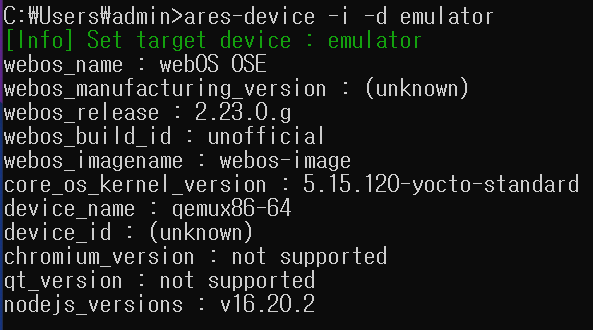 C:₩Users₩admin>ares-device -i -d emulator
[Info] Set target device : emulator
webos_name : webOS OSE
webos_manufacturing_version : (unknown)
webos_release : 2.23.0.g
webos_build_id : unofficial
webos_imagename : webos-image
core_os_kernel_version : 5.15.120-yocto-standard
device_name : qemux86-64
device_id : (unknown)
chromium_version : not supported
qt_version : not supported
nodejs_versions : v16.20.2